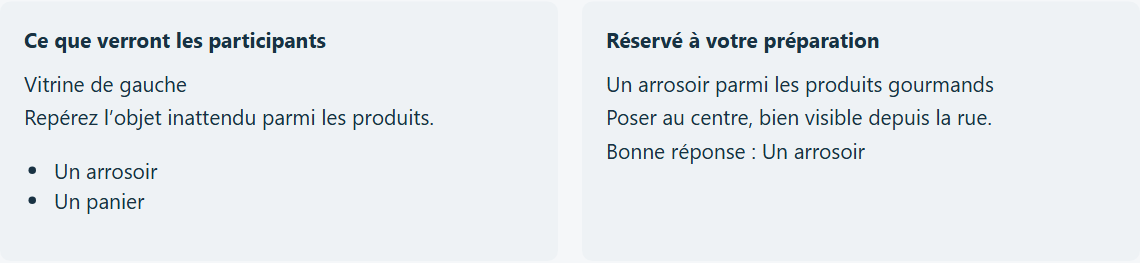 Ce que verront les participants
Vitrine de gauche
Repérez l’objet inattendu parmi les produits.
• Un arrosoir
• Un panier
Réservé à votre préparation
Un arrosoir parmi les produits gourmands
Poser au centre, bien visible depuis la rue.
Bonne réponse : Un arrosoir